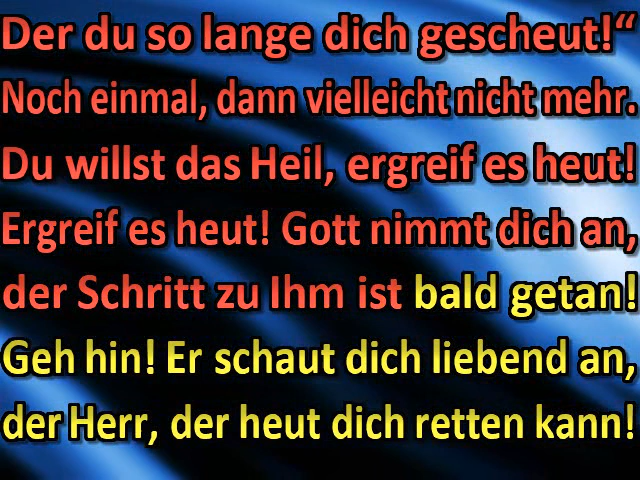 Der du so lange dich gescheut!“
Noch einmal, dann vielleicht nicht mehr.
Du willst das Heil, ergreif es heut!
Ergreif es heut! Gott nimmt dich an,
der Schritt zu Ihm ist bald getan!
Geh hin! Er schaut dich liebend an,
der Herr, der heut dich retten kann!